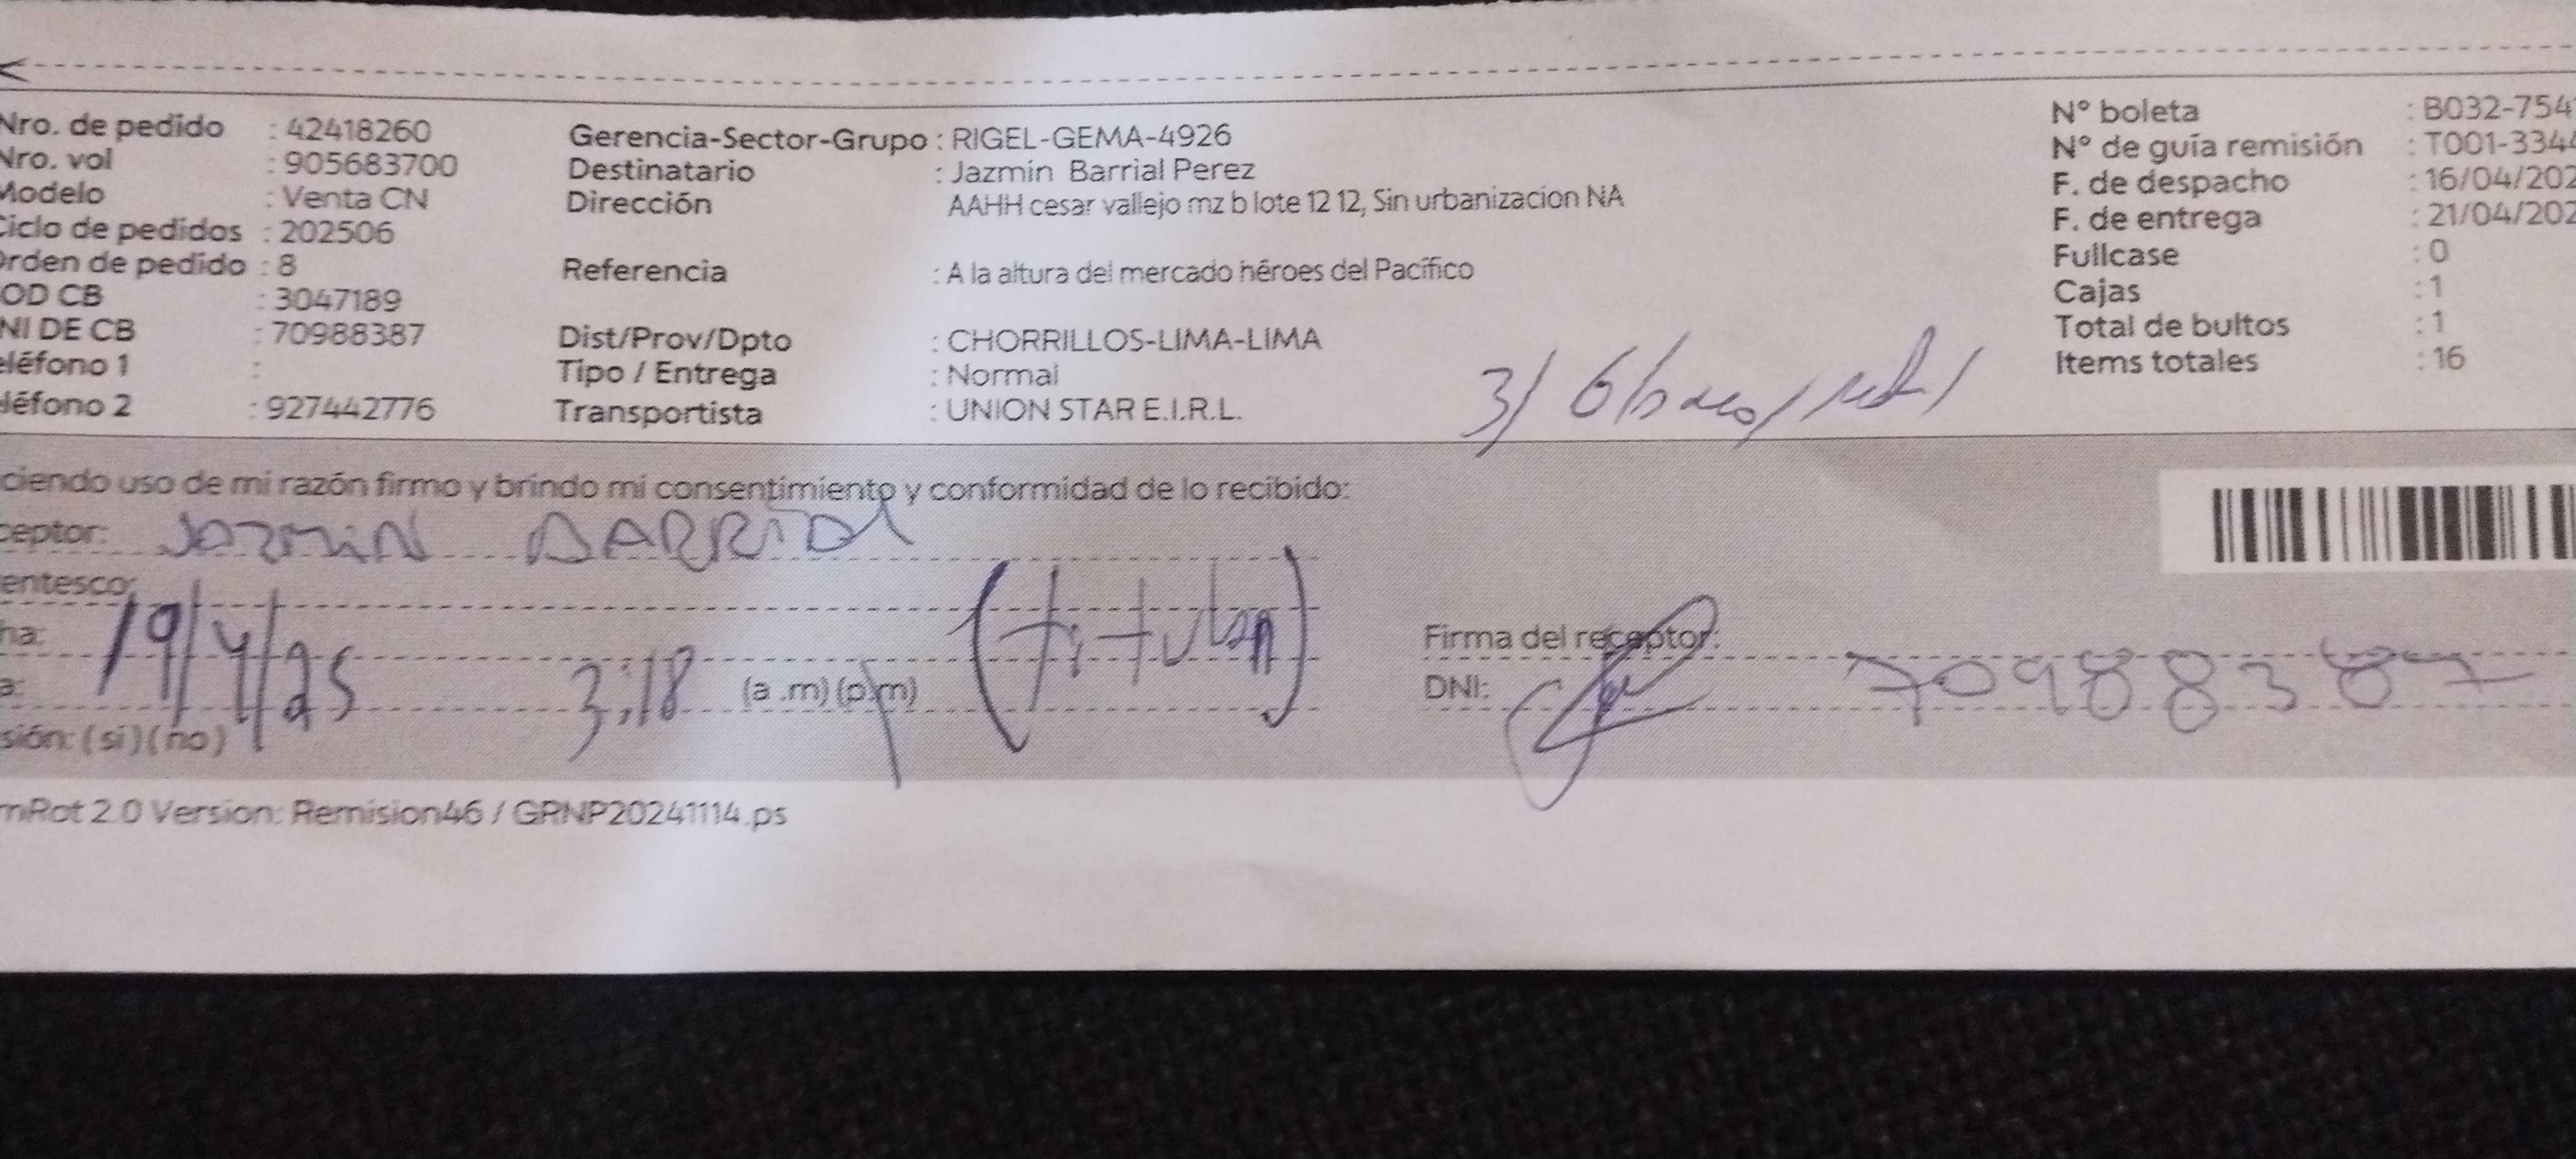 Nro. de pedido : 42418260
Nro. vol : 905683700
Modelo : Venta CN
Ciclo de pedidos : 202506
Orden de pedido : 8
OD CB : 3047189
NI DE CB : 70988387
eléfono 1 :
léfono 2 : 927442776
Gerencia-Sector-Grupo : RIGEL-GEMA-4926
Destinatario : Jazmín Barrial Perez
Dirección AAHH cesar vallejo mz b lote 12 12, Sin urbanizacion NA
Referencia : A la altura del mercado héroes del Pacífico
Dist/Prov/Dpto : CHORRILLOS-LIMA-LIMA
Tipo / Entrega : Normal
Transportista : UNION STAR E.I.R.L.
N° boleta : B032-754
N° de guía remisión : T001-334
F. de despacho : 16/04/202
F. de entrega : 21/04/202
Fullcase : 0
Cajas : 1
Total de bultos : 1
Items totales : 16
3/
ciendo uso de mi razón firmo y brindo mi consentimiento y conformidad de lo recibido:
ceptor: JAZMIN BARRIAL
entesco:
ha: 19/4/25
a: 3:18 (a .m) (p.m) (titular)
sión: (si) (no)
Firma del receptor:
DNI: 70988387
mRot 2.0 Version: Remision46 / GRNP20241114.ps